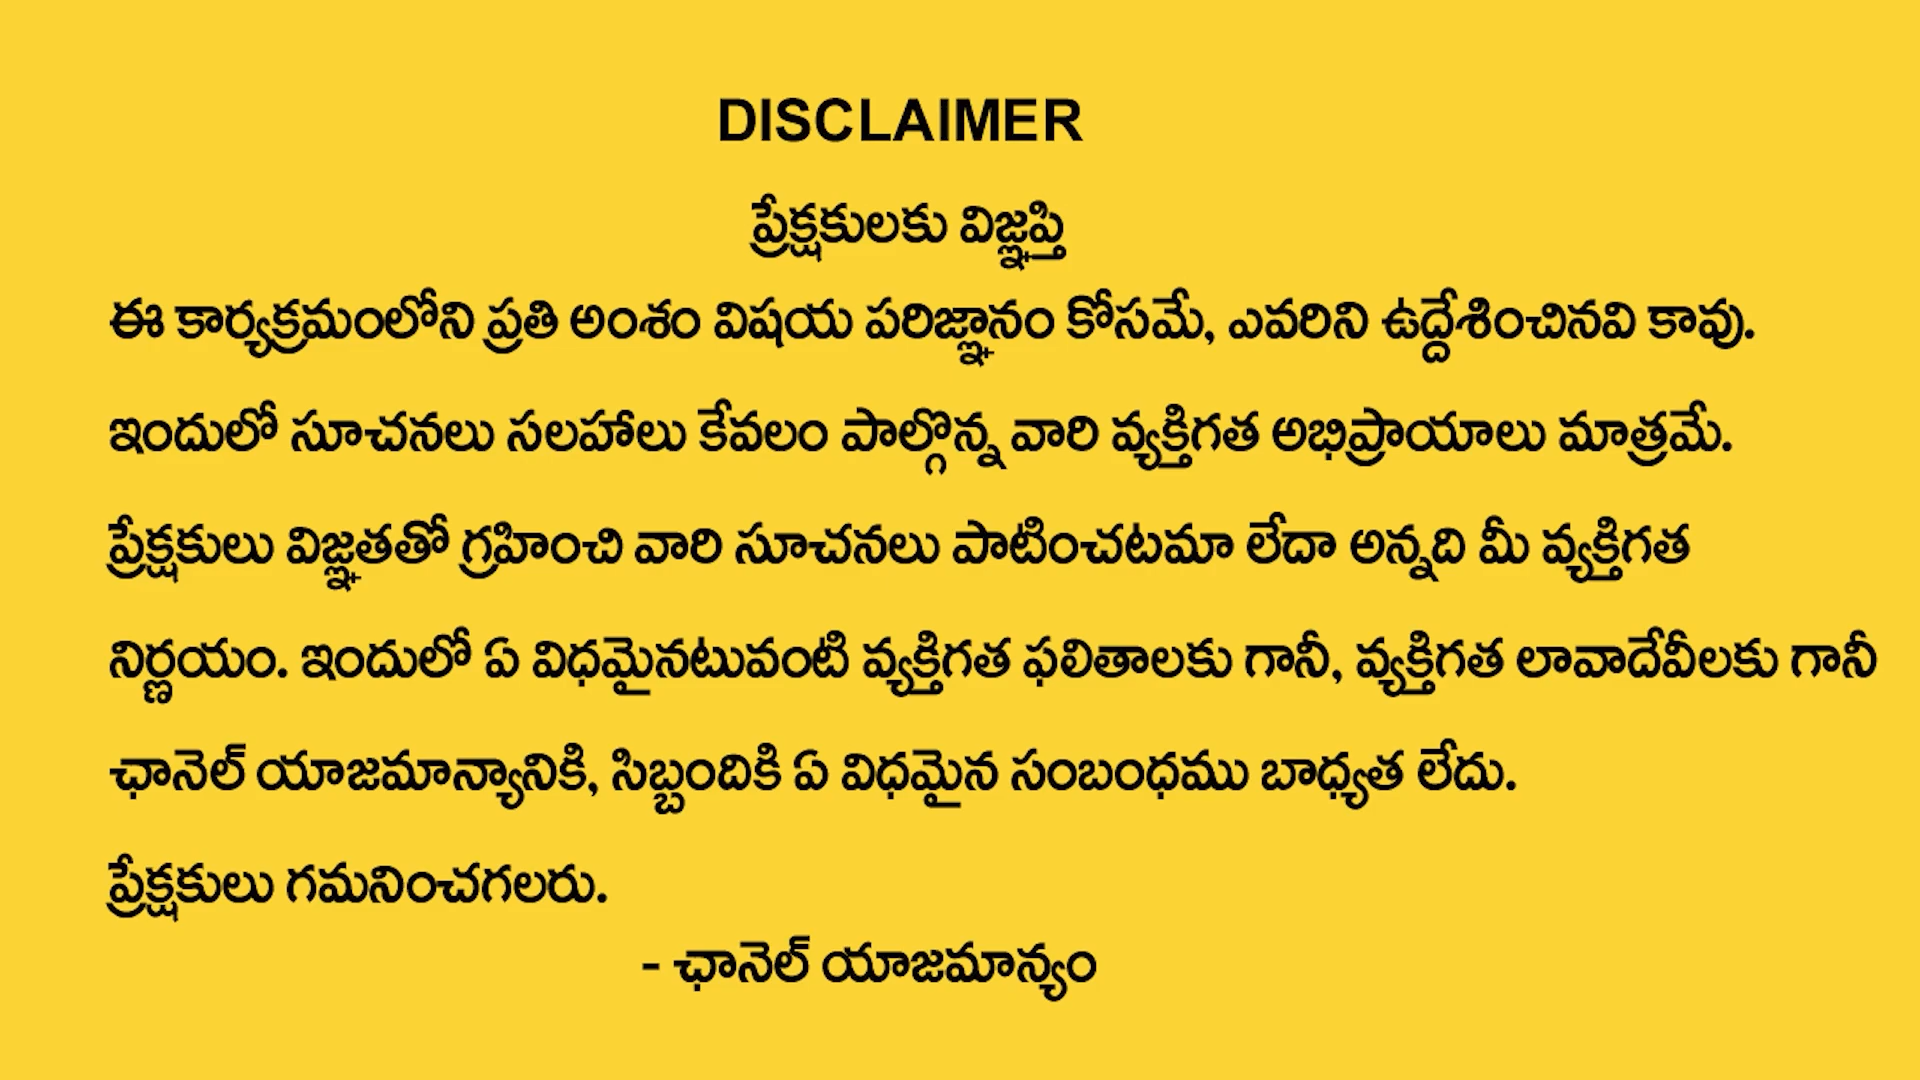 DISCLAIMER
ప్రేక్షకులకు విజ్ఞప్తి
ఈ కార్యక్రమంలోని ప్రతి అంశం విషయ పరిజ్ఞానం కోసమే, ఎవరిని ఉద్దేశించినవి కావు.
ఇందులో సూచనలు సలహాలు కేవలం పాల్గొన్న వారి వ్యక్తిగత అభిప్రాయాలు మాత్రమే.
ప్రేక్షకులు విజ్ఞతతో గ్రహించి వారి సూచనలు పాటించటమా లేదా అన్నది మీ వ్యక్తిగత
నిర్ణయం. ఇందులో ఏ విధమైనటువంటి వ్యక్తిగత ఫలితాలకు గానీ, వ్యక్తిగత లావాదేవీలకు గానీ
ఛానెల్ యాజమాన్యానికి, సిబ్బందికి ఏ విధమైన సంబంధము బాధ్యత లేదు.
ప్రేక్షకులు గమనించగలరు.
- ఛానెల్ యాజమాన్యం